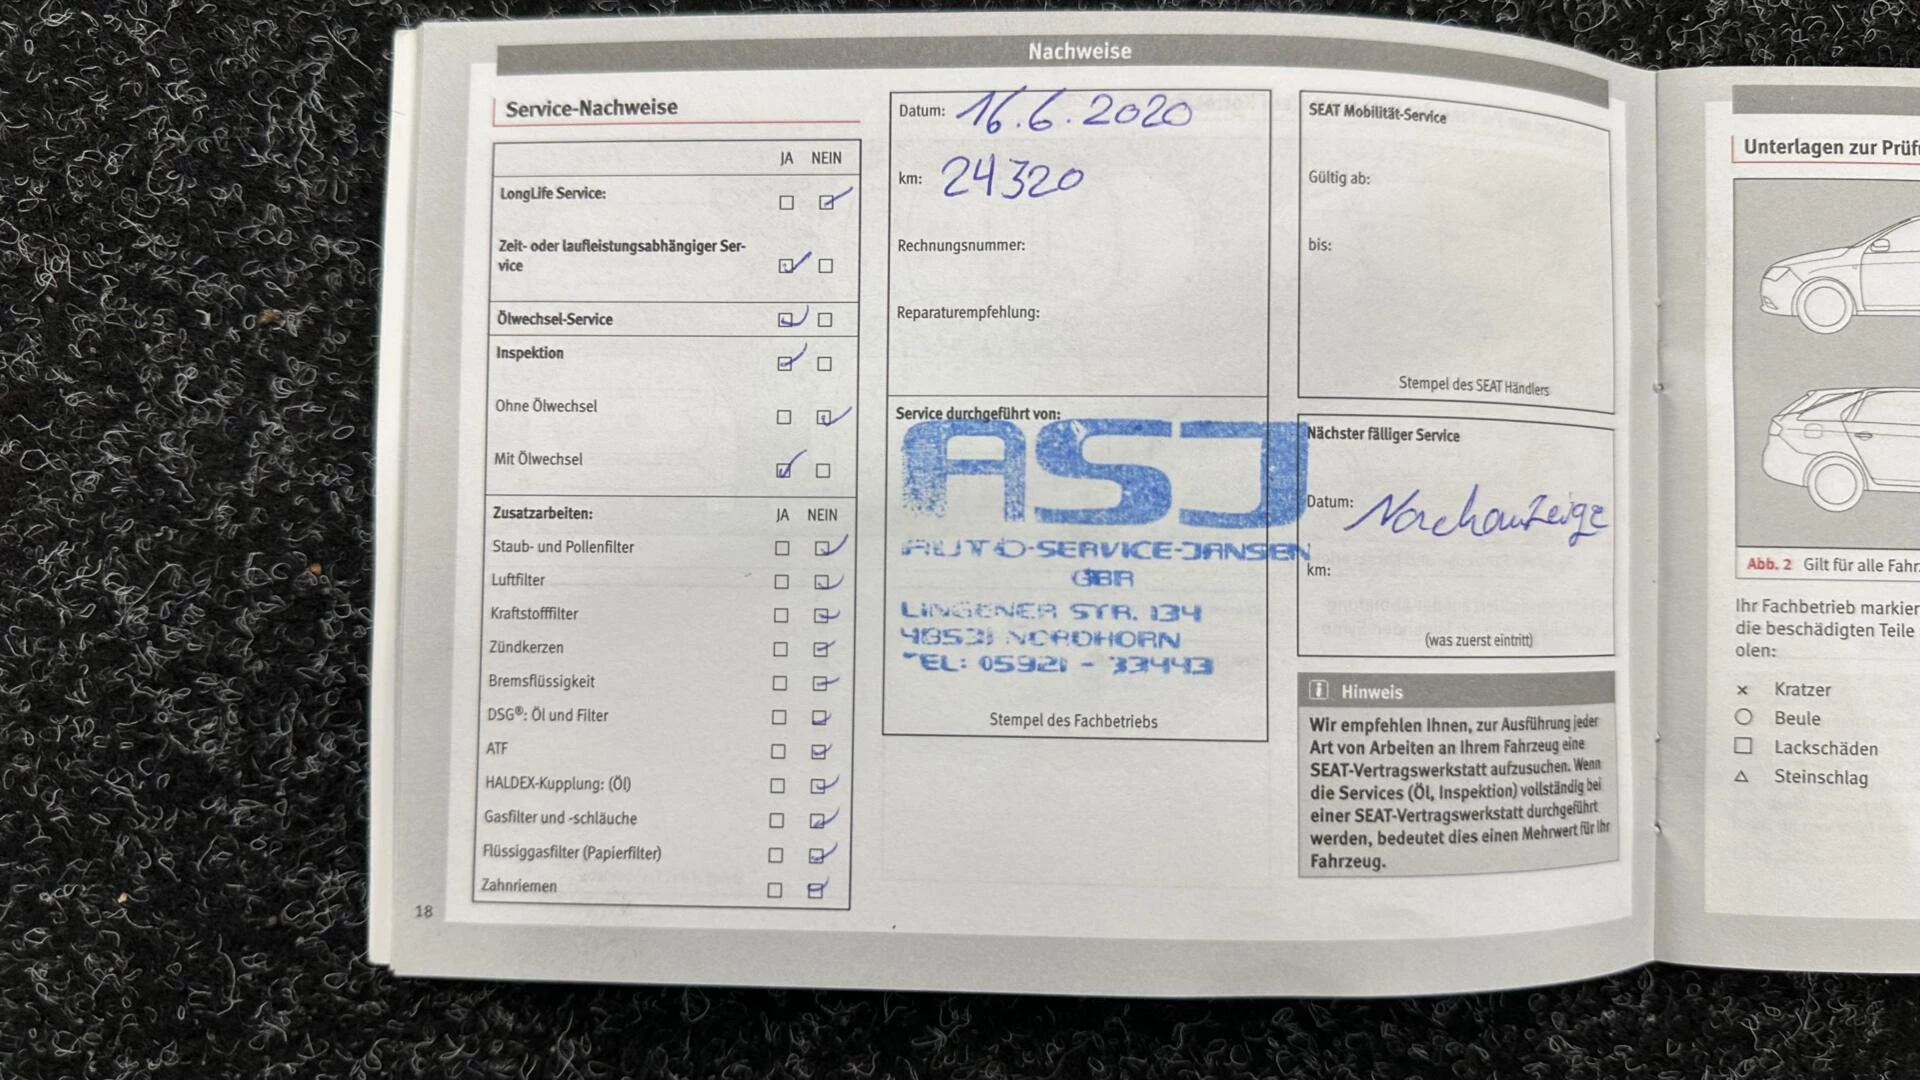 Nachweise
Service-Nachweise
JA NEIN
LongLife Service:
Zeit- oder laufleistungsabhängiger Ser-
vice
Ölwechsel-Service
Inspektion
Ohne Ölwechsel
Mit Ölwechsel
Zusatzarbeiten: JA NEIN
Staub- und Pollenfilter
Luftfilter
Kraftstofffilter
Zündkerzen
Bremsflüssigkeit
DSG®: Öl und Filter
ATF
HALDEX-Kupplung: (Öl)
Gasfilter und -schläuche
Flüssiggasfilter (Papierfilter)
Zahnriemen
18
Datum: 16.6.2020
km: 24320
Rechnungsnummer:
Reparaturempfehlung:
Service durchgeführt von:
ASJ
AUTO-SERVICE-JANSEN
GBR
LINGENER STR. 134
48531 NORDHORN
TEL: 05921 - 33443
Stempel des Fachbetriebs
SEAT Mobilität-Service
Gültig ab:
bis:
Stempel des SEAT Händlers
Nächster fälliger Service
Datum: Nach Anzeige
km:
(was zuerst eintritt)
i Hinweis
Wir empfehlen Ihnen, zur Ausführung jeder
Art von Arbeiten an Ihrem Fahrzeug eine
SEAT-Vertragswerkstatt aufzusuchen. Wenn
die Services (Öl, Inspektion) vollständig bei
einer SEAT-Vertragswerkstatt durchgeführt
werden, bedeutet dies einen Mehrwert für Ihr
Fahrzeug.
Unterlagen zur Prüf
Abb. 2 Gilt für alle Fahr
Ihr Fachbetrieb markier
die beschädigten Teile
olen:
Kratzer
Beule
Lackschäden
Steinschlag